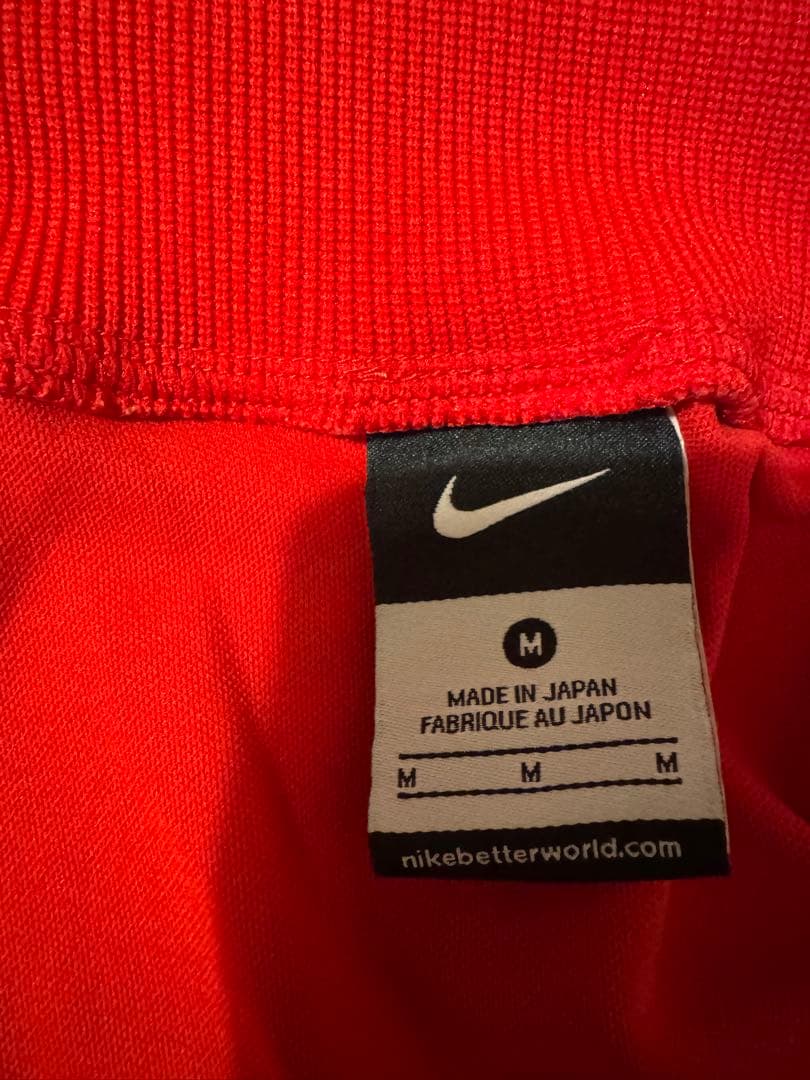 M
MADE IN JAPAN
FABRIQUE AU JAPON
M M M
nikebetterworld.com